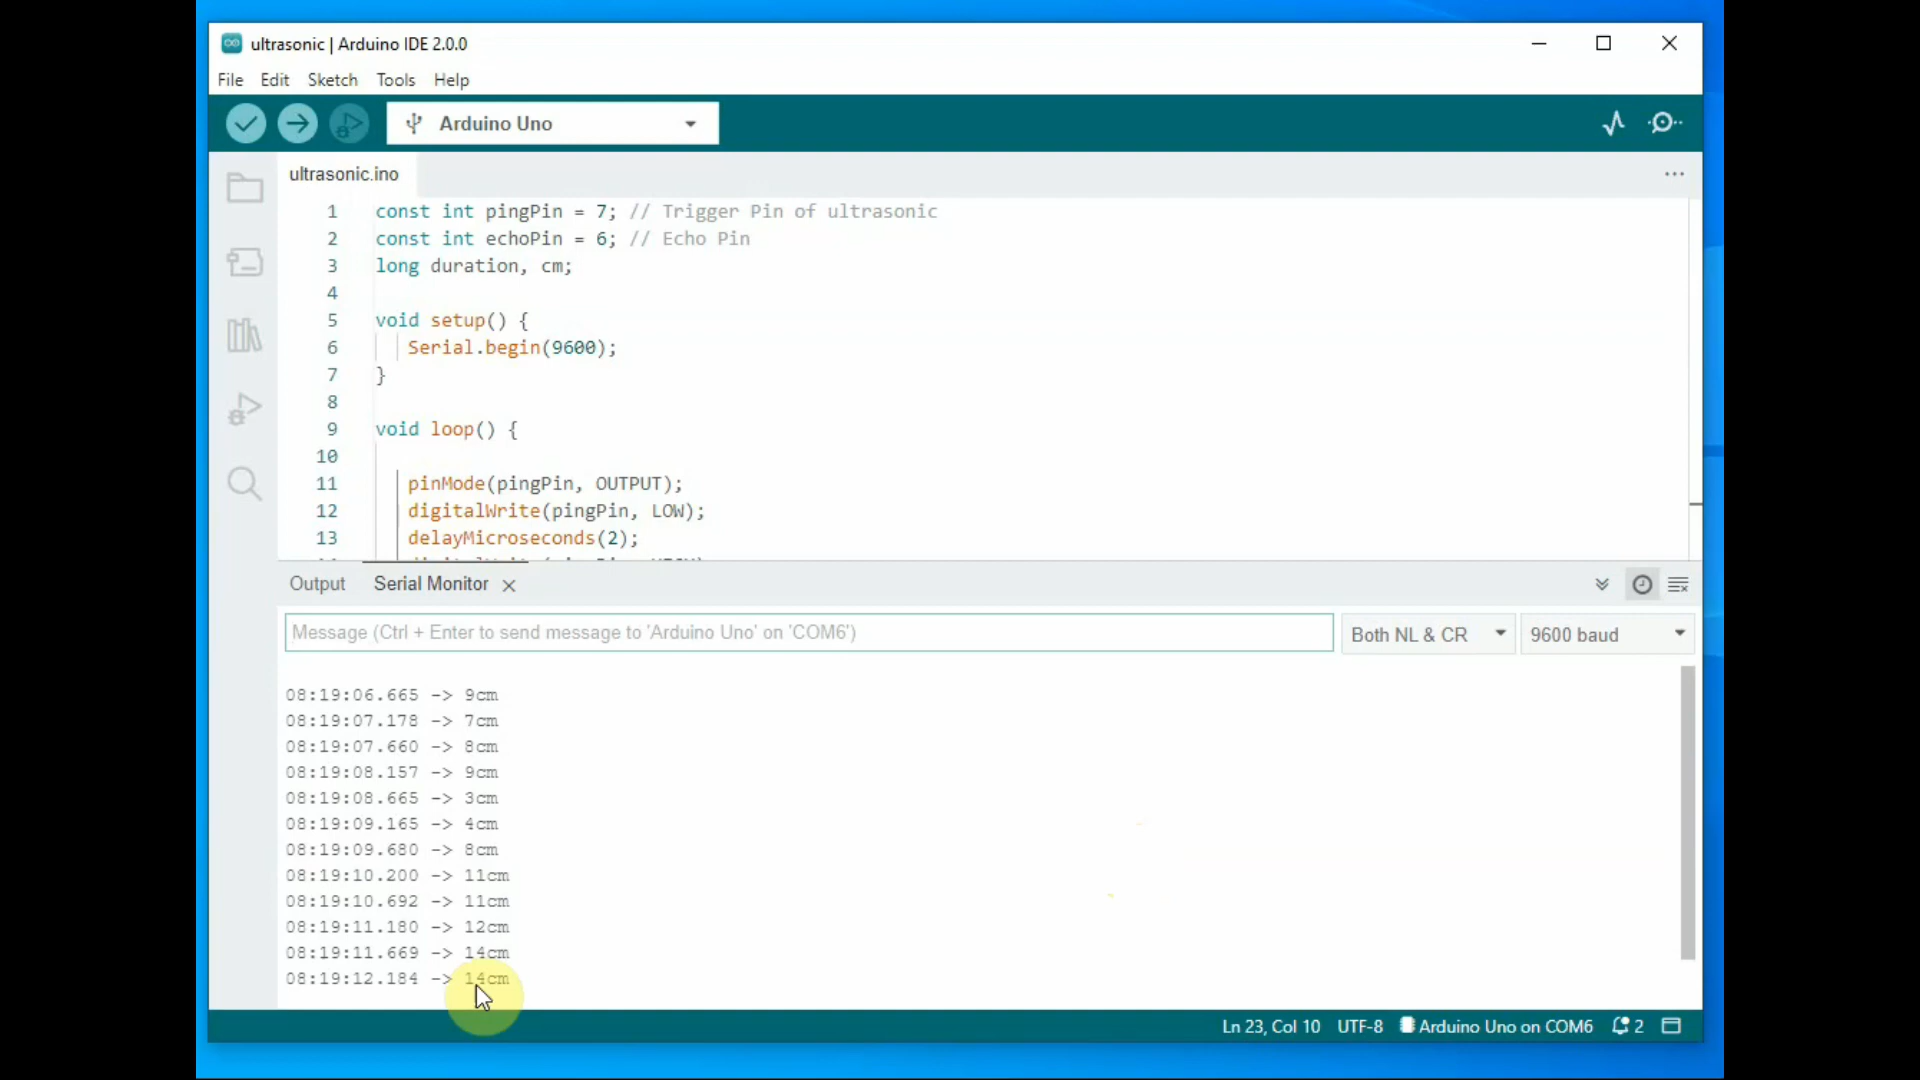 ultrasonic | Arduino IDE 2.0.0
File Edit Sketch Tools Help
Arduino Uno
ultrasonic.ino
1 const int pingPin = 7; // Trigger Pin of ultrasonic
2 const int echoPin = 6; // Echo Pin
3 long duration, cm;
4
5 void setup() {
6 Serial.begin(9600);
7 }
8
9 void loop() {
10
11 pinMode(pingPin, OUTPUT);
12 digitalWrite(pingPin, LOW);
13 delayMicroseconds(2);
Output Serial Monitor
Message (Ctrl + Enter to send message to 'Arduino Uno' on 'COM6') Both NL & CR 9600 baud
08:19:06.665 -> 9cm
08:19:07.178 -> 7cm
08:19:07.660 -> 8cm
08:19:08.157 -> 9cm
08:19:08.665 -> 3cm
08:19:09.165 -> 4cm
08:19:09.680 -> 8cm
08:19:10.200 -> 11cm
08:19:10.692 -> 11cm
08:19:11.180 -> 12cm
08:19:11.669 -> 14cm
08:19:12.184 -> 14cm
Ln 23, Col 10 UTF-8 Arduino Uno on COM6 2